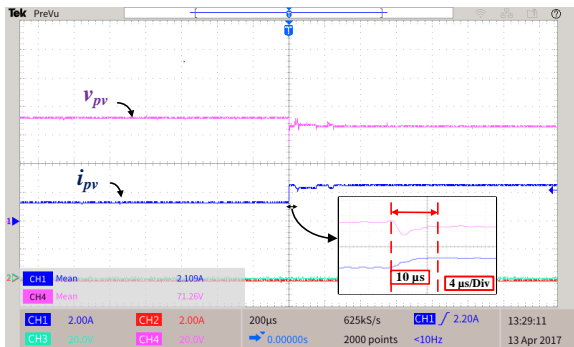 Tek PreVu
T
v_pv
i_pv
1
10 µs
4 µs/Div
2
CH1 Mean 2.109A
CH4 Mean 71.26V
CH1 2.00A CH2 2.00A 200µs 625kS/s CH1 2.20A 13:29:11
CH3 20.0V CH4 20.0V 0.00000s 2000 points <10Hz 13 Apr 2017